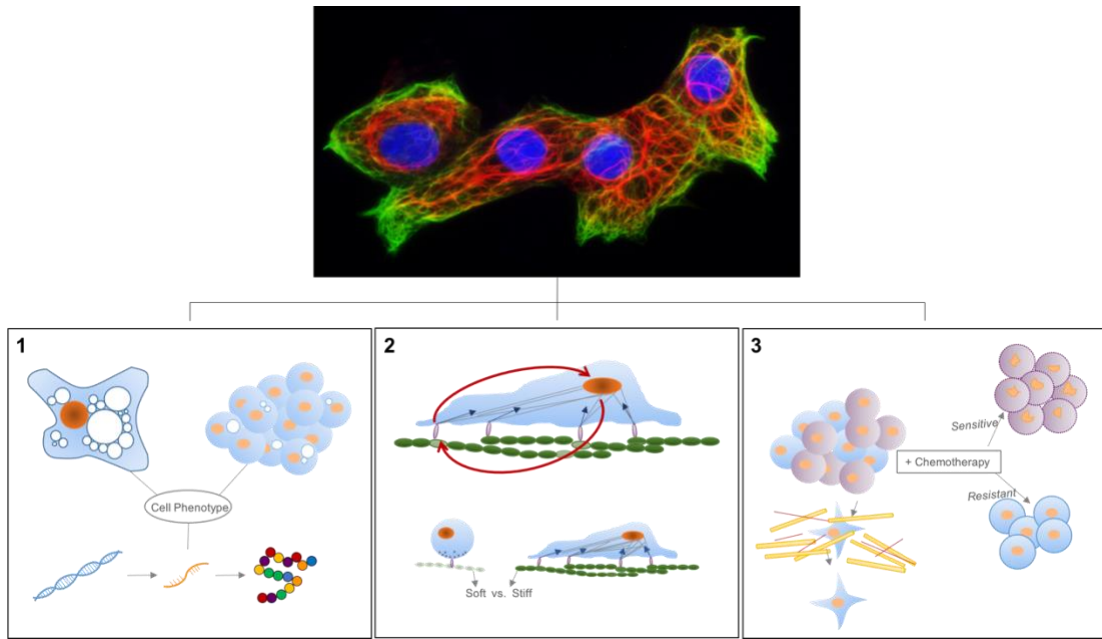 1
Cell Phenotype
2
Soft vs. Stiff
3
Sensitive
+ Chemotherapy
Resistant